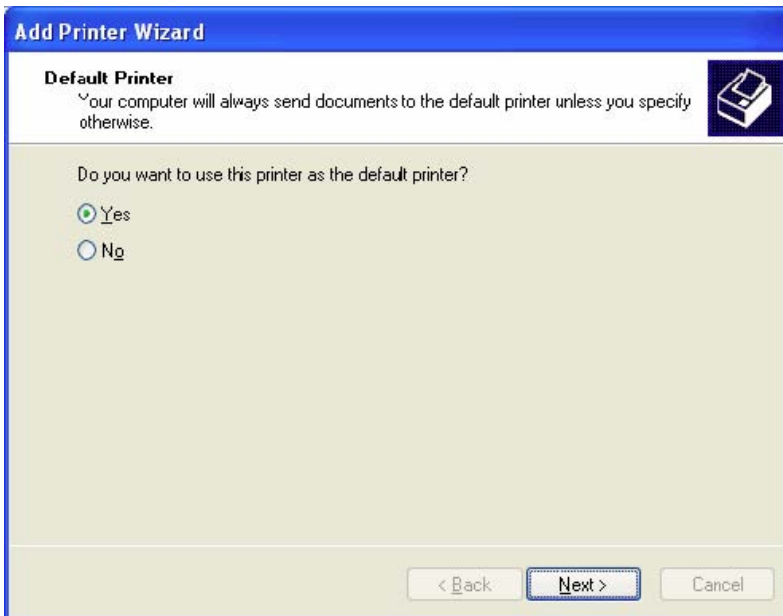 Add Printer Wizard
Default Printer
Your computer will always send documents to the default printer unless you specify
otherwise.
Do you want to use this printer as the default printer?
Yes
No
< Back
Next >
Cancel